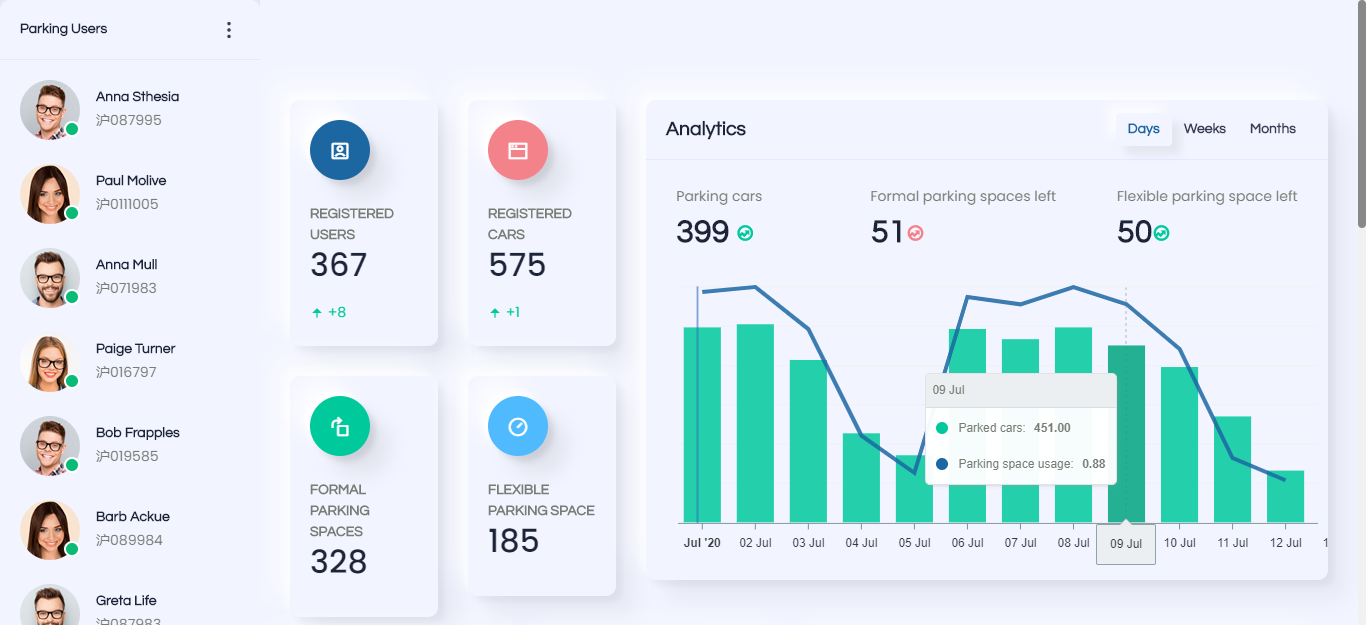 Parking Users
Anna Sthesia
沪087995
Paul Molive
沪0111005
Anna Mull
沪071983
Paige Turner
沪016797
Bob Frapples
沪019585
Barb Ackue
沪089984
Greta Life
沪087983
REGISTERED
USERS
367
+8
REGISTERED
CARS
575
+1
FORMAL
PARKING
SPACES
328
FLEXIBLE
PARKING SPACE
185
Analytics
Days Weeks Months
Parking cars
399
Formal parking spaces left
51
Flexible parking space left
50
09 Jul
Parked cars: 451.00
Parking space usage: 0.88
Jul '20 02 Jul 03 Jul 04 Jul 05 Jul 06 Jul 07 Jul 08 Jul 09 Jul 10 Jul 11 Jul 12 Jul